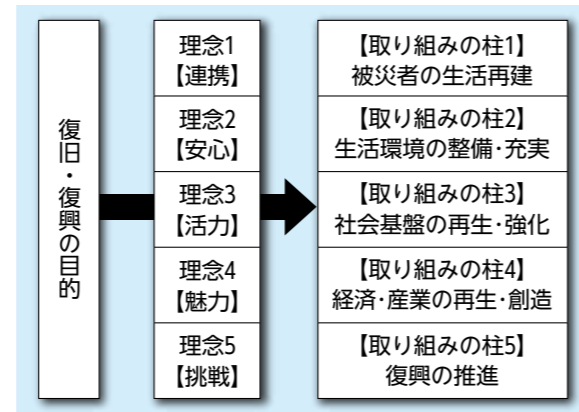 復旧・復興の目的
理念1
【連携】
理念2
【安心】
理念3
【活力】
理念4
【魅力】
理念5
【挑戦】
【取り組みの柱1】
被災者の生活再建
【取り組みの柱2】
生活環境の整備・充実
【取り組みの柱3】
社会基盤の再生・強化
【取り組みの柱4】
経済・産業の再生・創造
【取り組みの柱5】
復興の推進